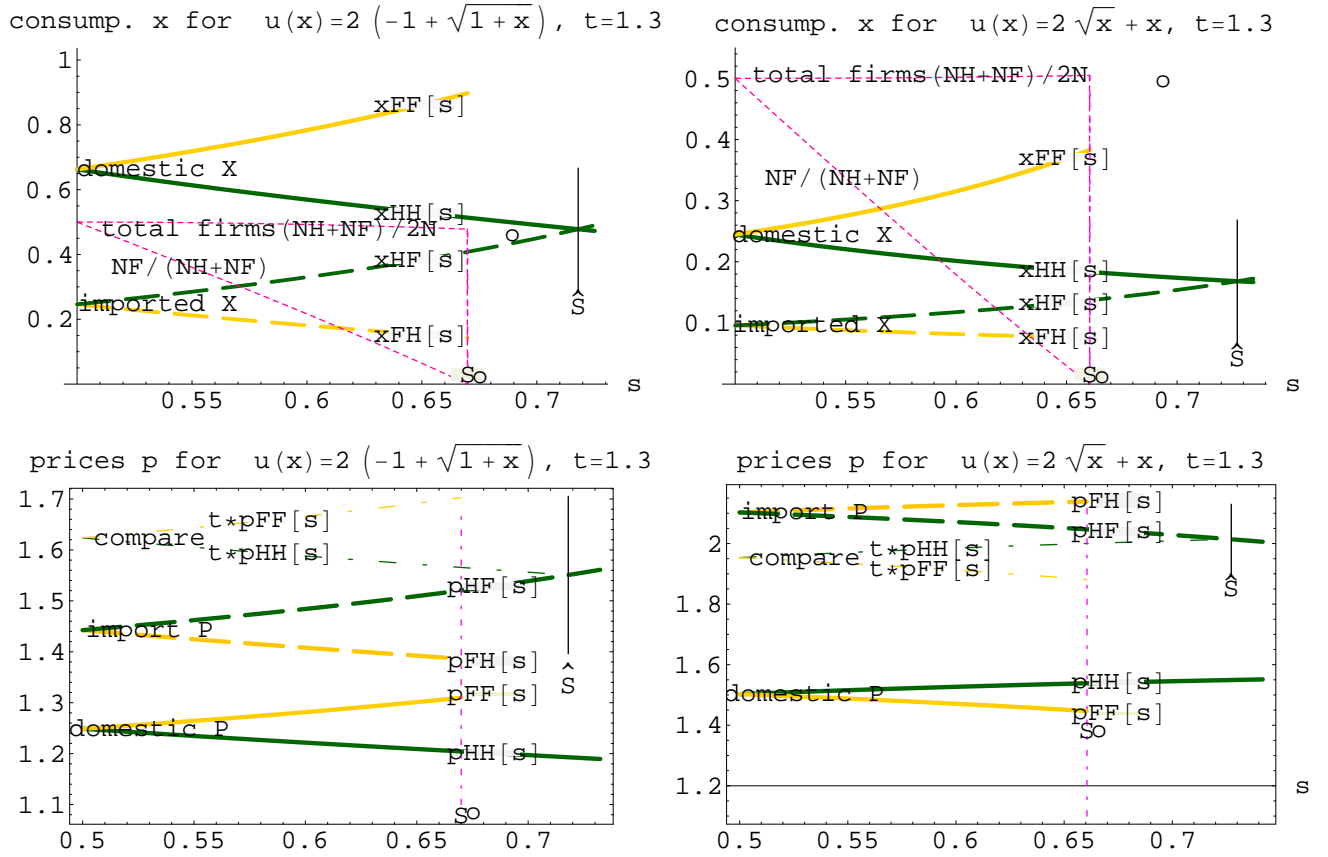 consump. x for u(x)=2 (-1+√1+x), t=1.3
1
0.8
0.6
0.4
0.2
xFF[s]
domestic X
xHH[s]
total firms(NH+NF)/2N
o
NF/(NH+NF)
xHF[s]
imported X
xFH[s]
ŝ
So
s
0.55
0.6
0.65
0.7
consump. x for u(x)=2 √x + x, t=1.3
0.5
0.4
0.3
0.2
0.1
total firms(NH+NF)/2N
o
xFF[s]
NF/(NH+NF)
domestic X
xHH[s]
xHF[s]
imported X
xFH[s]
ŝ
So
s
0.55
0.6
0.65
0.7
prices p for u(x)=2 (-1+√1+x), t=1.3
1.7
1.6
1.5
1.4
1.3
1.2
1.1
t*pFF[s]
compare
t*pHH[s]
pHF[s]
import P
pFH[s]
ŝ
pFF[s]
domestic P
pHH[s]
So
0.5
0.55
0.6
0.65
0.7
prices p for u(x)=2 √x + x, t=1.3
2
1.8
1.6
1.4
1.2
pFH[s]
import P
pHF[s]
t*pHH[s]
compare
t*pFF[s]
ŝ
pHH[s]
domestic P
pFF[s]
So
s
0.5
0.55
0.6
0.65
0.7